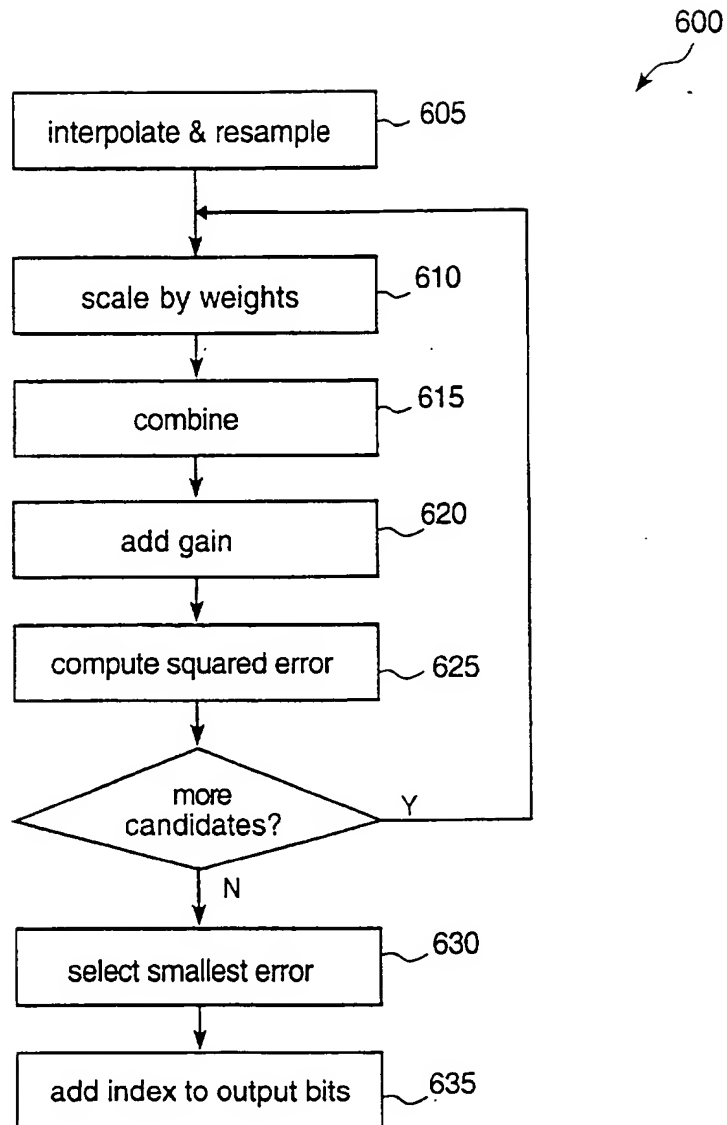 600
interpolate & resample
605
scale by weights
610
combine
615
add gain
620
compute squared error
625
more
candidates?
Y
N
select smallest error
630
add index to output bits
635